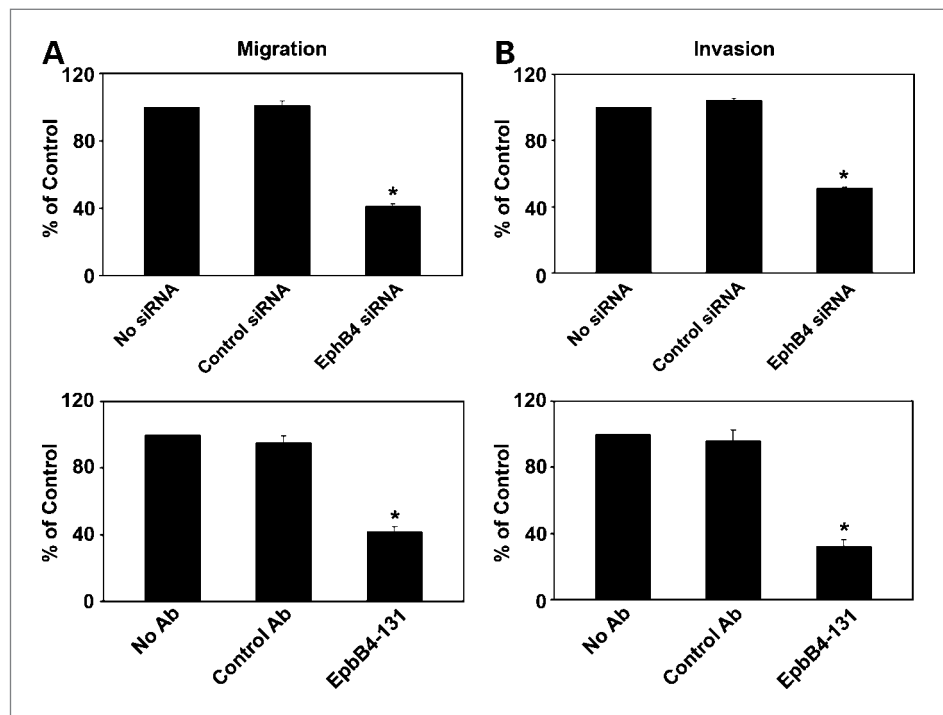 A
Migration
% of Control
120
80
40
0
No siRNA
Control siRNA
EphB4 siRNA
*
B
Invasion
% of Control
120
80
40
0
No siRNA
Control siRNA
EphB4 siRNA
*
% of Control
120
80
40
0
No Ab
Control Ab
EpbB4-131
*
% of Control
120
80
40
0
No Ab
Control Ab
EpbB4-131
*